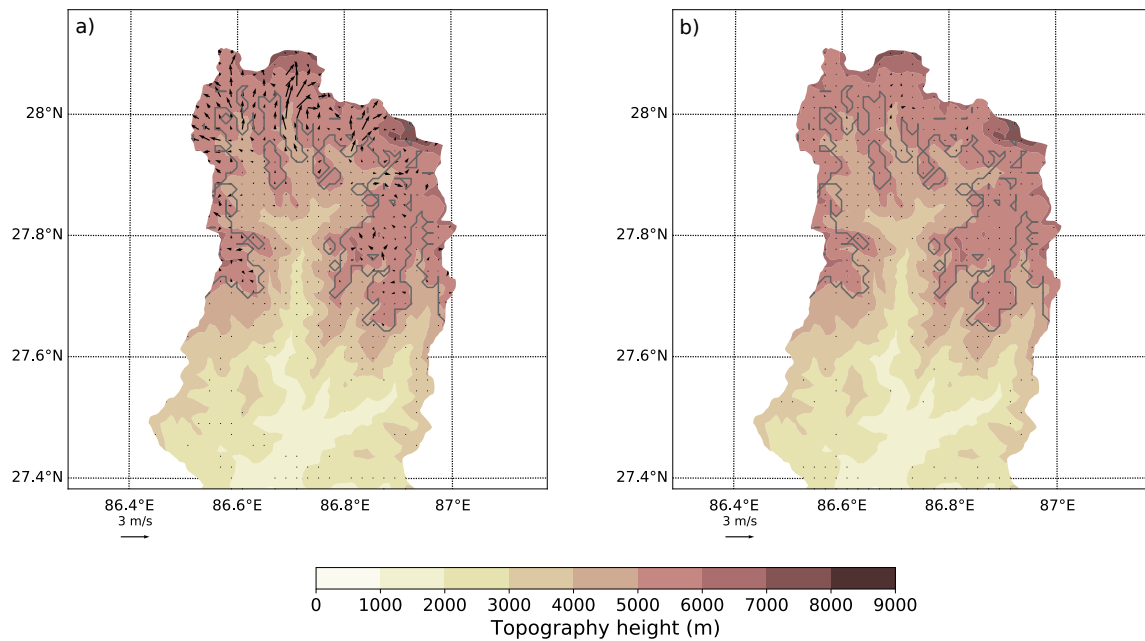 a)
b)
28°N
27.8°N
27.6°N
27.4°N
86.4°E 86.6°E 86.8°E 87°E
3 m/s
28°N
27.8°N
27.6°N
27.4°N
86.4°E 86.6°E 86.8°E 87°E
3 m/s
0 1000 2000 3000 4000 5000 6000 7000 8000 9000
Topography height (m)